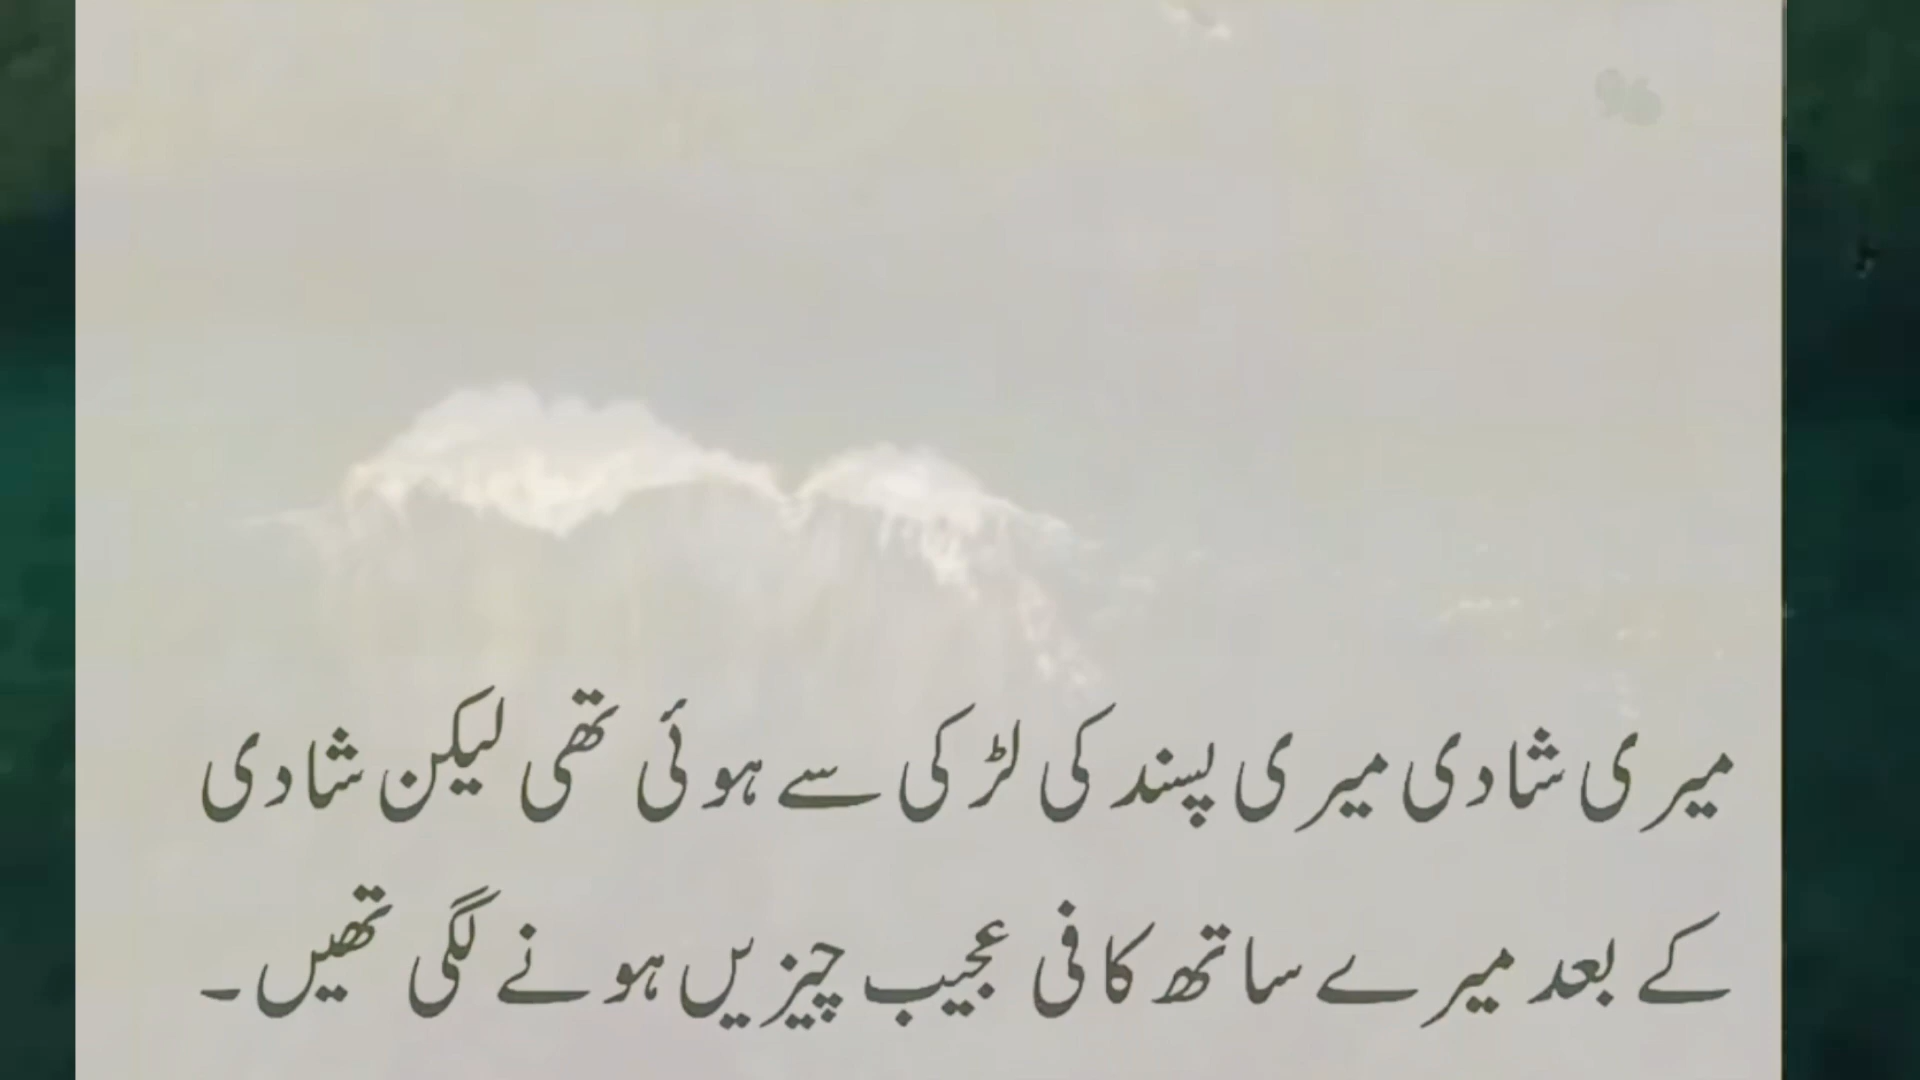 میری شادی میری پسند کی لڑکی سے ہوئی تھی لیکن شادی
کے بعد میرے ساتھ کافی عجیب چیزیں ہونے لگی تھیں۔